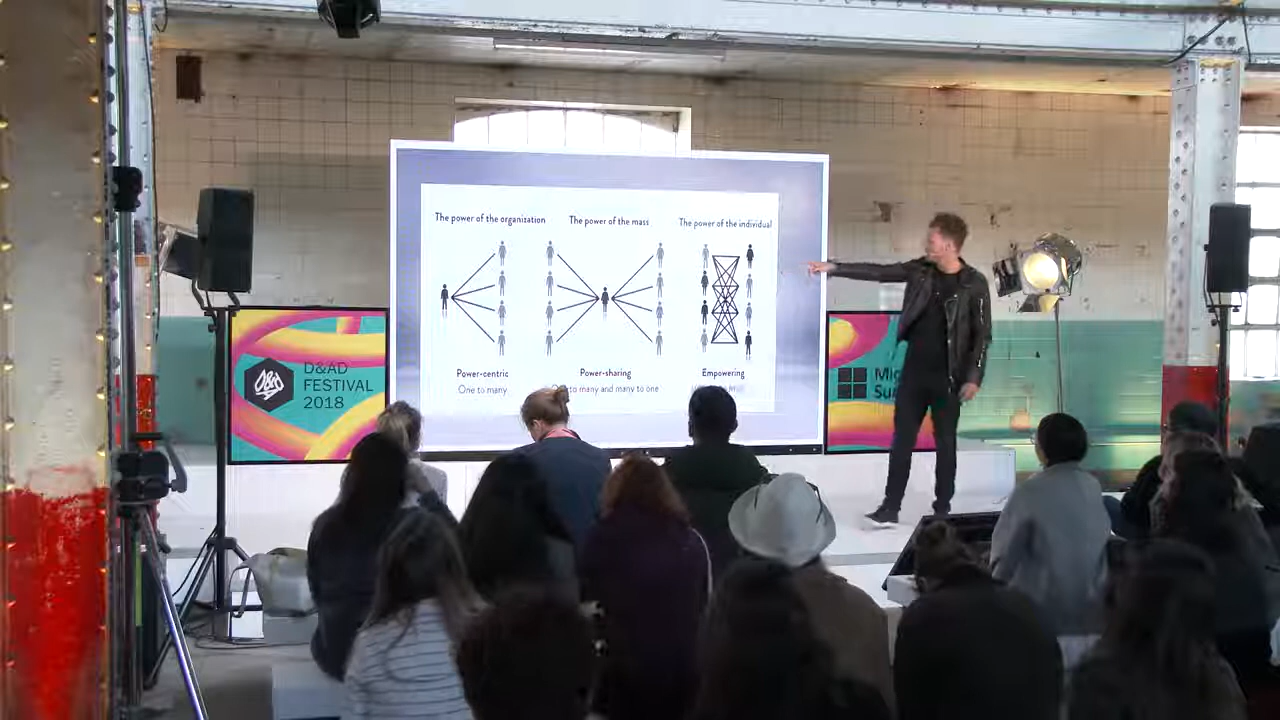 The power of the organization
The power of the mass
The power of the individual
Power-centric
Power-sharing
Empowering
One to many
to many and many to one
D&AD
D&AD
FESTIVAL
2018